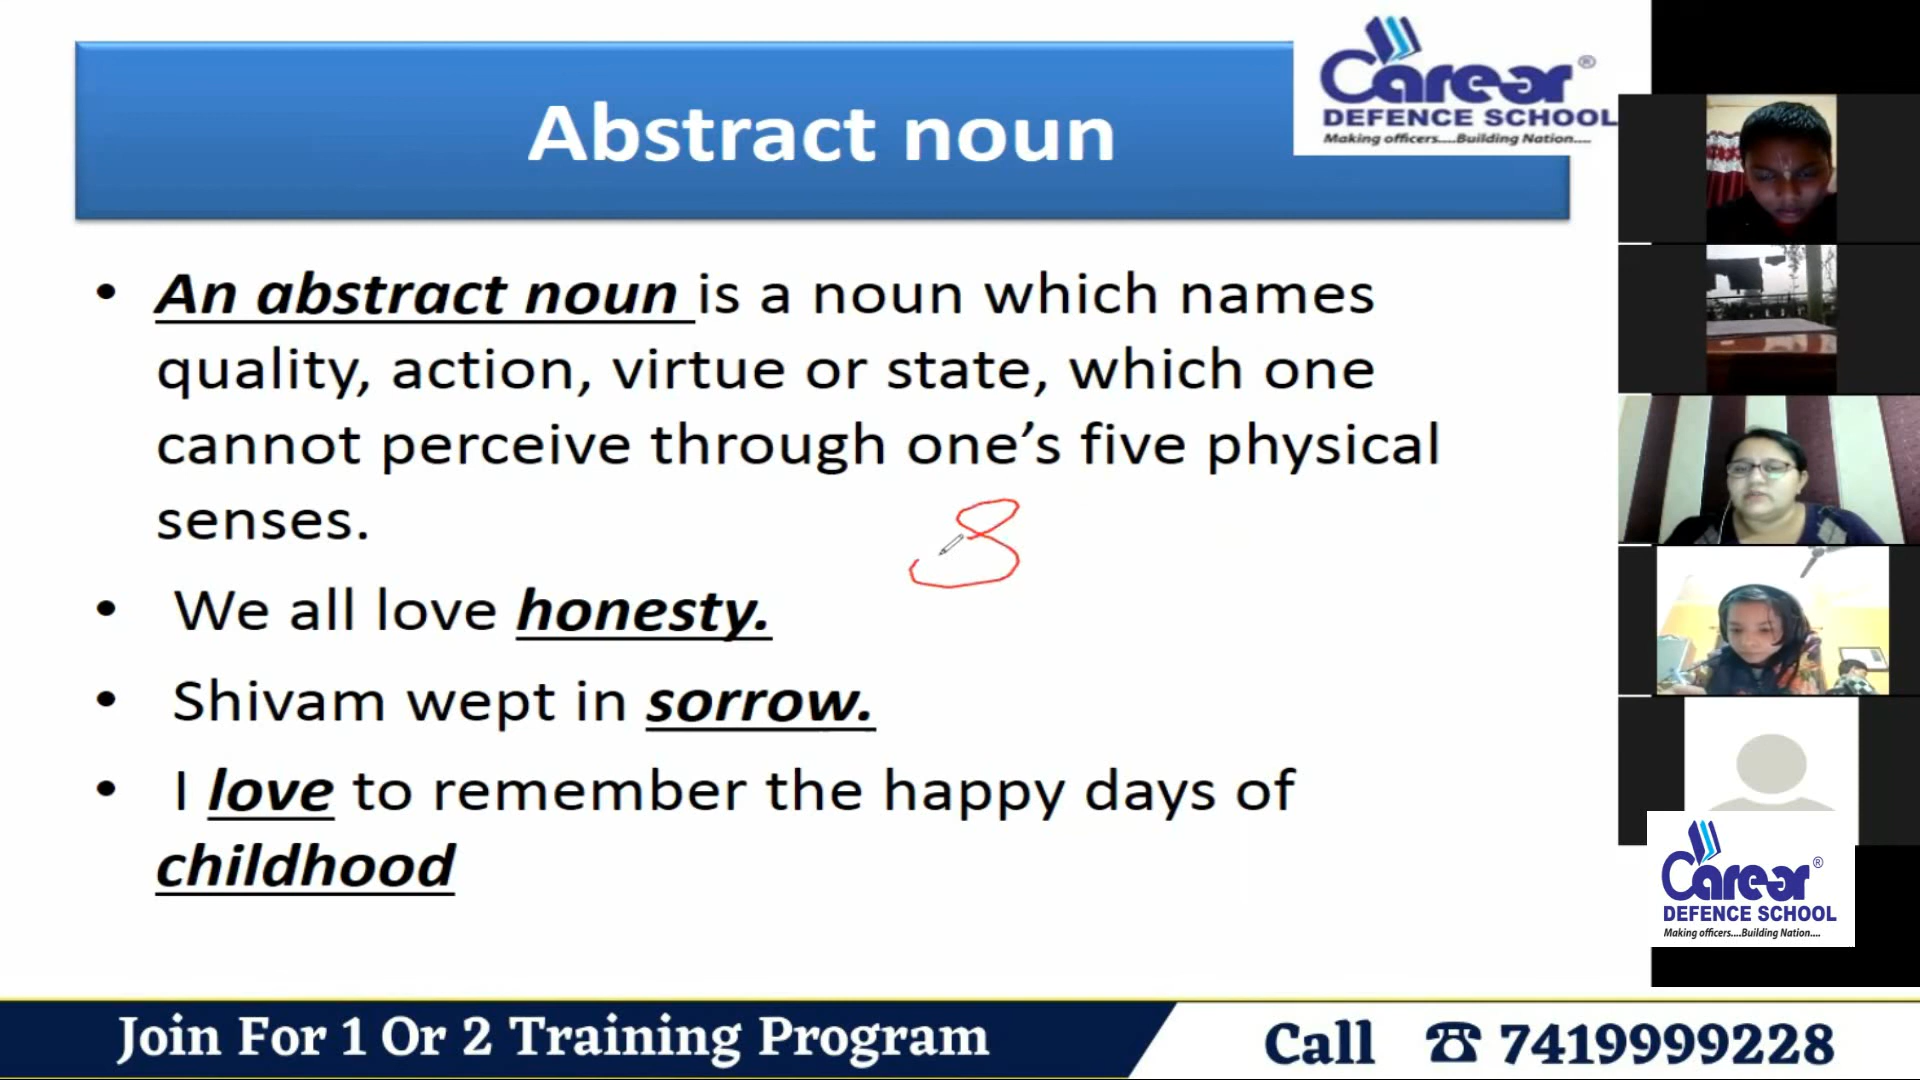 Abstract noun
Carear®
DEFENCE SCHOOL
Making officers....Building Nation....
• An abstract noun is a noun which names
quality, action, virtue or state, which one
cannot perceive through one's five physical
senses.
• We all love honesty.
• Shivam wept in sorrow.
• I love to remember the happy days of
childhood
Carear®
DEFENCE SCHOOL
Making officers....Building Nation....
Join For 1 Or 2 Training Program
Call ☎ 7419999228